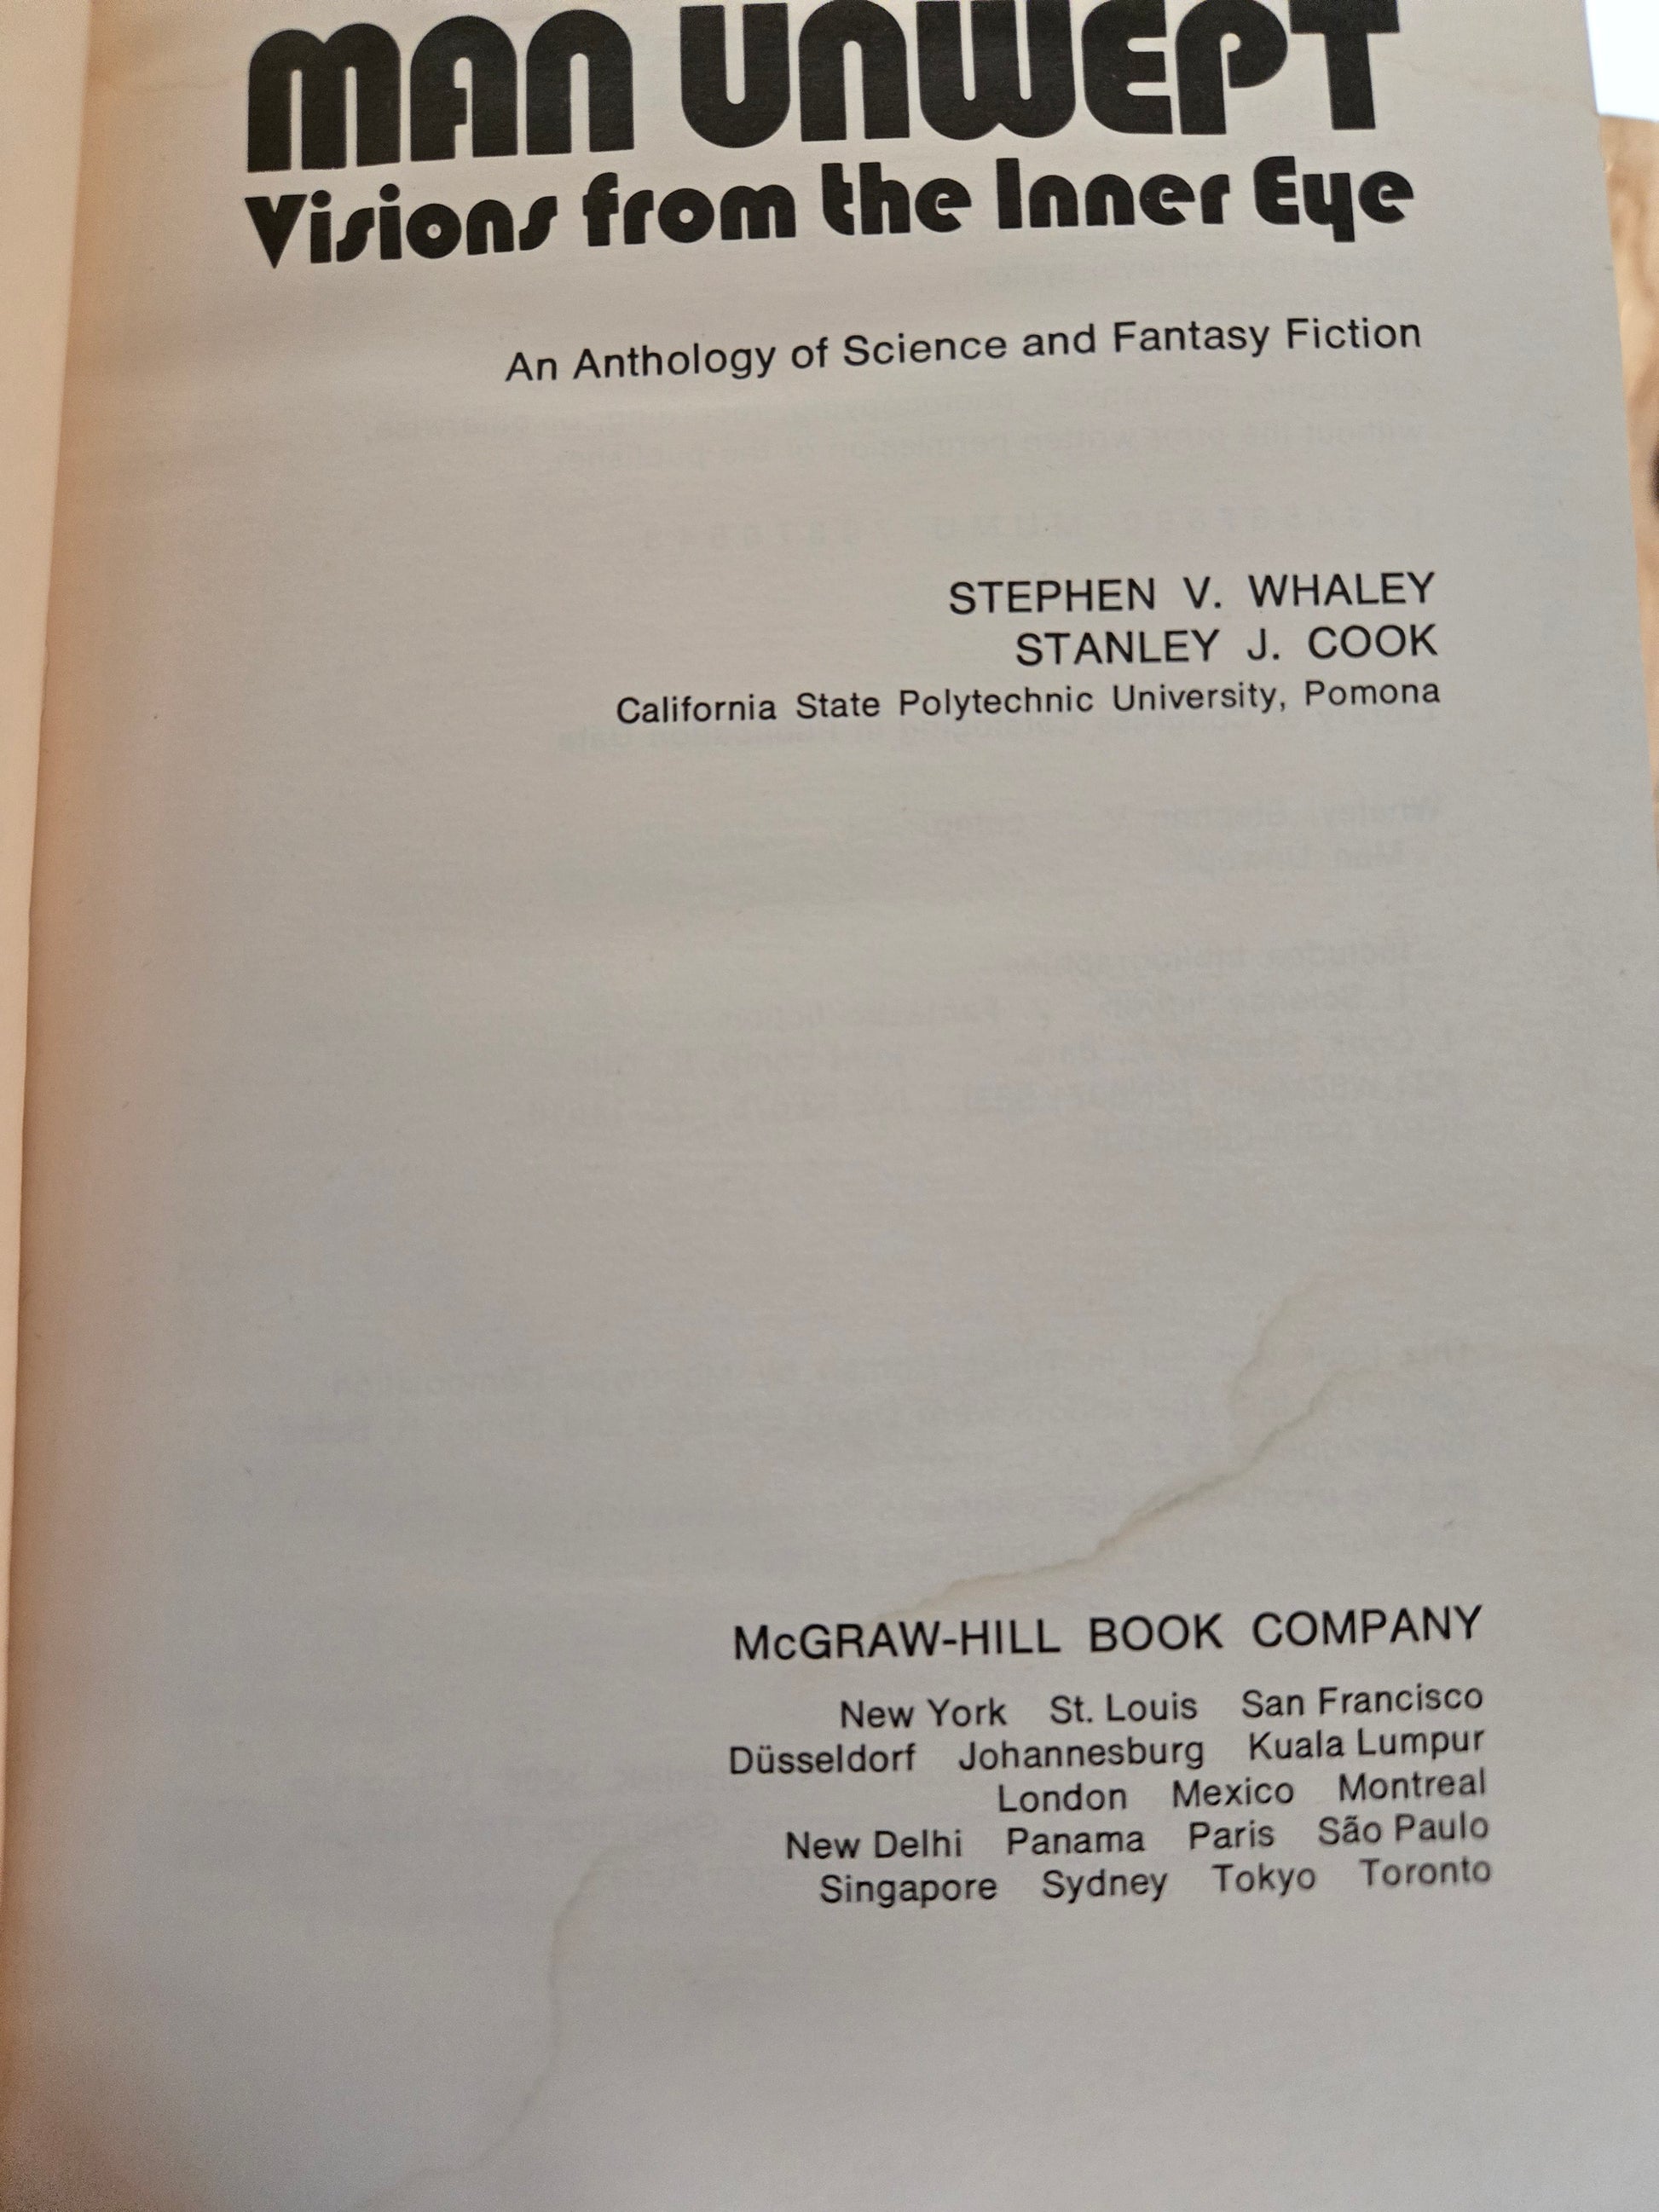 MAN UNWEPT
Visions from the Inner Eye
An Anthology of Science and Fantasy Fiction
STEPHEN V. WHALEY
STANLEY J. COOK
California State Polytechnic University, Pomona
McGRAW-HILL BOOK COMPANY
New York St. Louis San Francisco
Düsseldorf Johannesburg Kuala Lumpur
London Mexico Montreal
New Delhi Panama Paris São Paulo
Singapore Sydney Tokyo Toronto